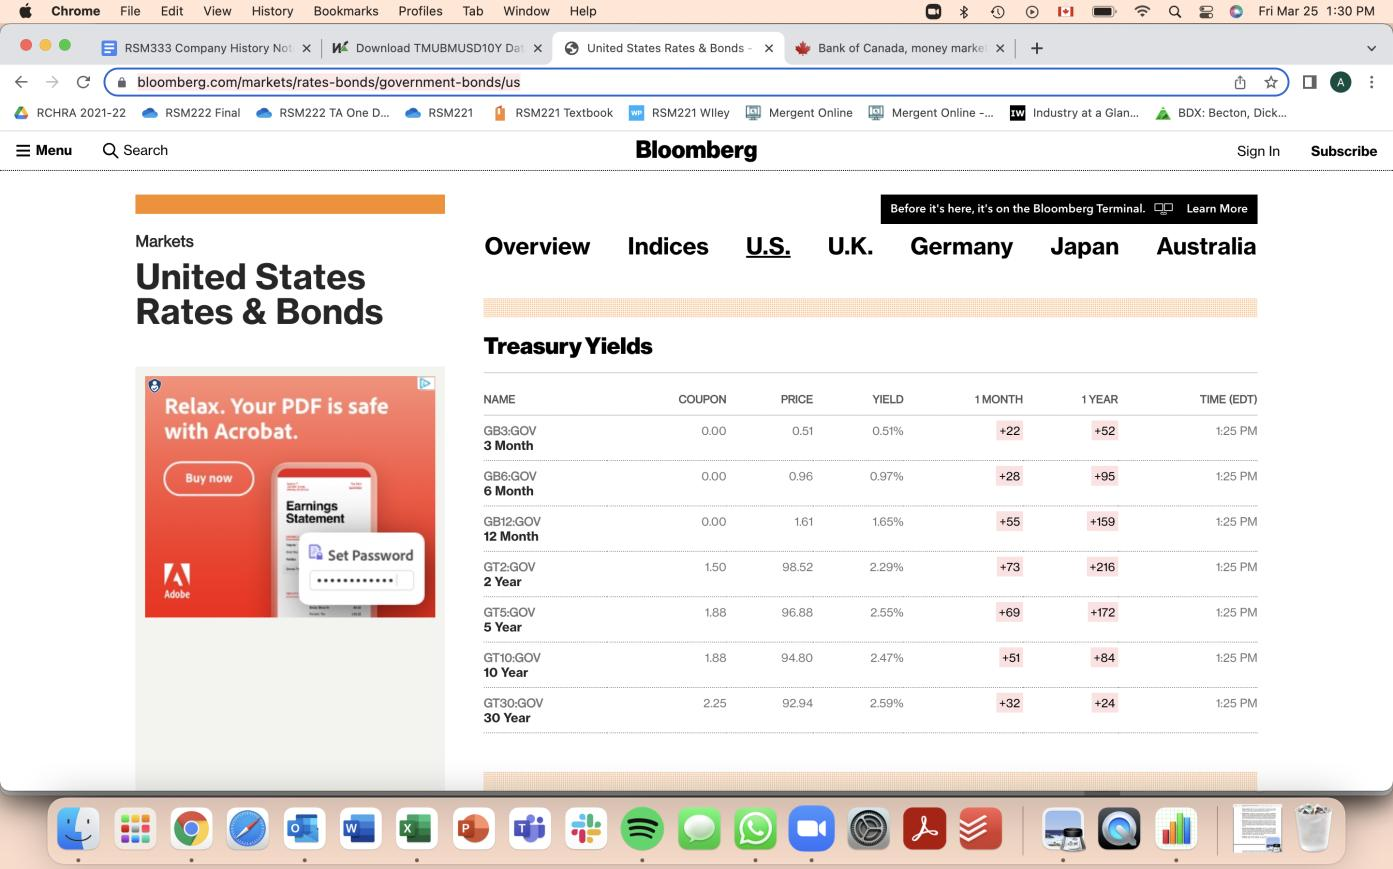 Chrome File Edit View History Bookmarks Profiles Tab Window Help Fri Mar 25 1:30 PM
RSM333 Company History Not Download TMUBMUSD10Y Dat United States Rates & Bonds - Bank of Canada, money market
bloomberg.com/markets/rates-bonds/government-bonds/us A
RCHRA 2021-22 RSM222 Final RSM222 TA One D... RSM221 RSM221 Textbook WP RSM221 WIley Mergent Online Mergent Online -... IW Industry at a Glan... BDX: Becton, Dick...
Menu Search Bloomberg Sign In Subscribe
Before it's here, it's on the Bloomberg Terminal. Learn More
Markets
United States
Rates & Bonds
Overview Indices U.S. U.K. Germany Japan Australia
Relax. Your PDF is safe
with Acrobat.
Buy now
Earnings
Statement
Set Password
Adobe
Treasury Yields
NAME COUPON PRICE YIELD 1 MONTH 1 YEAR TIME (EDT)
GB3:GOV 0.00 0.51 0.51% +22 +52 1:25 PM
3 Month
GB6:GOV 0.00 0.96 0.97% +28 +95 1:25 PM
6 Month
GB12:GOV 0.00 1.61 1.65% +55 +159 1:25 PM
12 Month
GT2:GOV 1.50 98.52 2.29% +73 +216 1:25 PM
2 Year
GT5:GOV 1.88 96.88 2.55% +69 +172 1:25 PM
5 Year
GT10:GOV 1.88 94.80 2.47% +51 +84 1:25 PM
10 Year
GT30:GOV 2.25 92.94 2.59% +32 +24 1:25 PM
30 Year